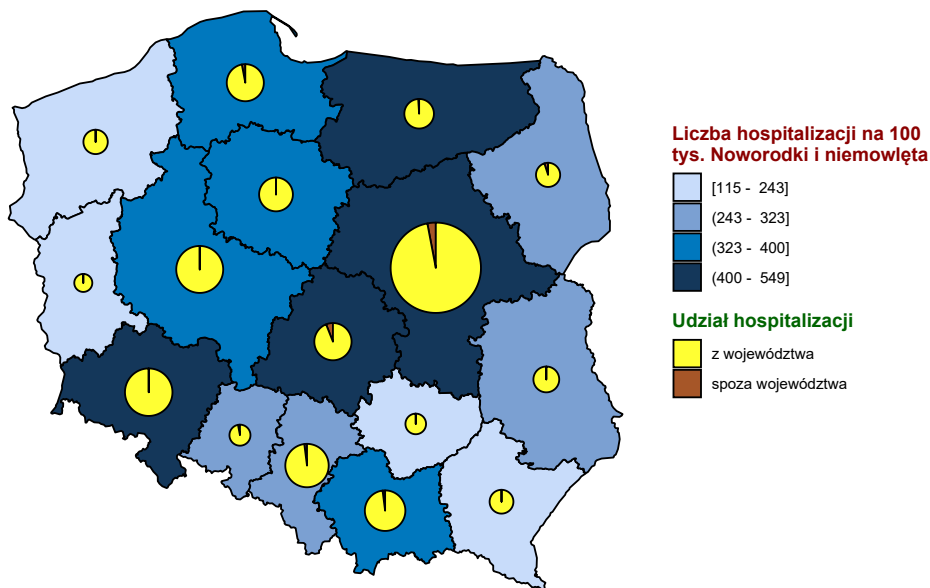 Liczba hospitalizacji na 100
tys. Noworodki i niemowlęta
[115 - 243]
(243 - 323]
(323 - 400]
(400 - 549]
Udział hospitalizacji
z województwa
spoza województwa